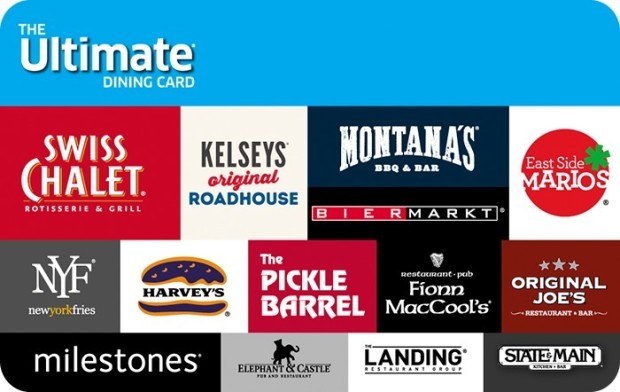 THE
Ultimate®
DINING CARD
SWISS
CHALET®
ROTISSERIE & GRILL
KELSEYS®
original
ROADHOUSE
MONTANA'S®
BBQ & BAR
BIERMARKT®
East Side
MARIOS®
NYF
newyorkfries
HARVEY'S®
The
PICKLE
BARREL
restaurant · pub
Fionn
MacCool's®
ORIGINAL
JOE'S
RESTAURANT • BAR
milestones®
ELEPHANT & CASTLE
PUB AND RESTAURANT
THE
LANDING®
RESTAURANT GROUP
STATE & MAIN
KITCHEN • BAR